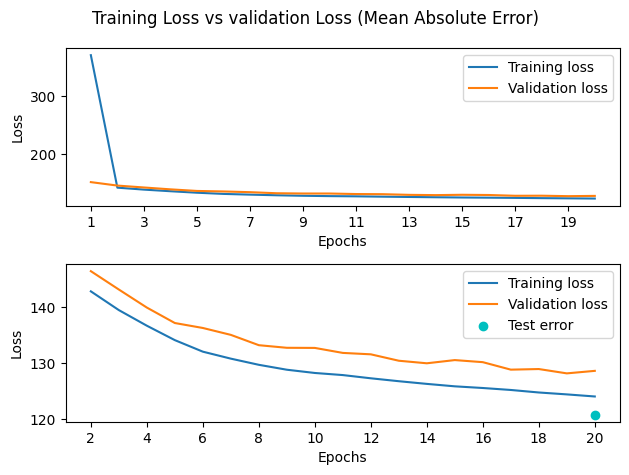 Training Loss vs validation Loss (Mean Absolute Error)
Training loss
Validation loss
300
200
Loss
1 3 5 7 9 11 13 15 17 19
Epochs
Training loss
Validation loss
Test error
140
130
120
Loss
2 4 6 8 10 12 14 16 18 20
Epochs